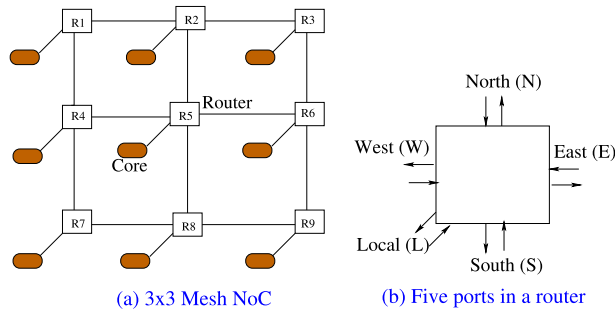 R1
R2
R3
R4
R5
Router
R6
Core
R7
R8
R9
(a) 3x3 Mesh NoC
North (N)
West (W)
East (E)
Local (L)
South (S)
(b) Five ports in a router